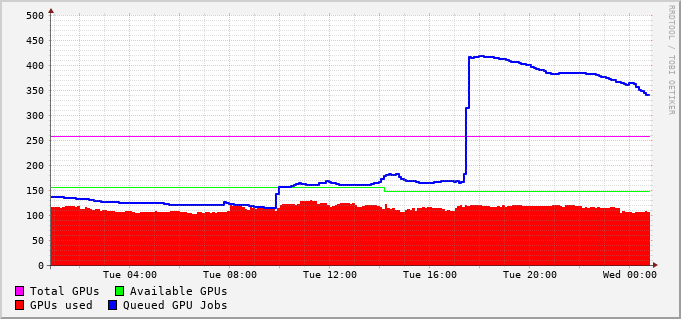 500
450
400
350
300
250
200
150
100
50
0
Tue 04:00 Tue 08:00 Tue 12:00 Tue 16:00 Tue 20:00 Wed 00:00
Total GPUs Available GPUs
GPUs used Queued GPU Jobs
RRDTOOL / TOBI OETIKER